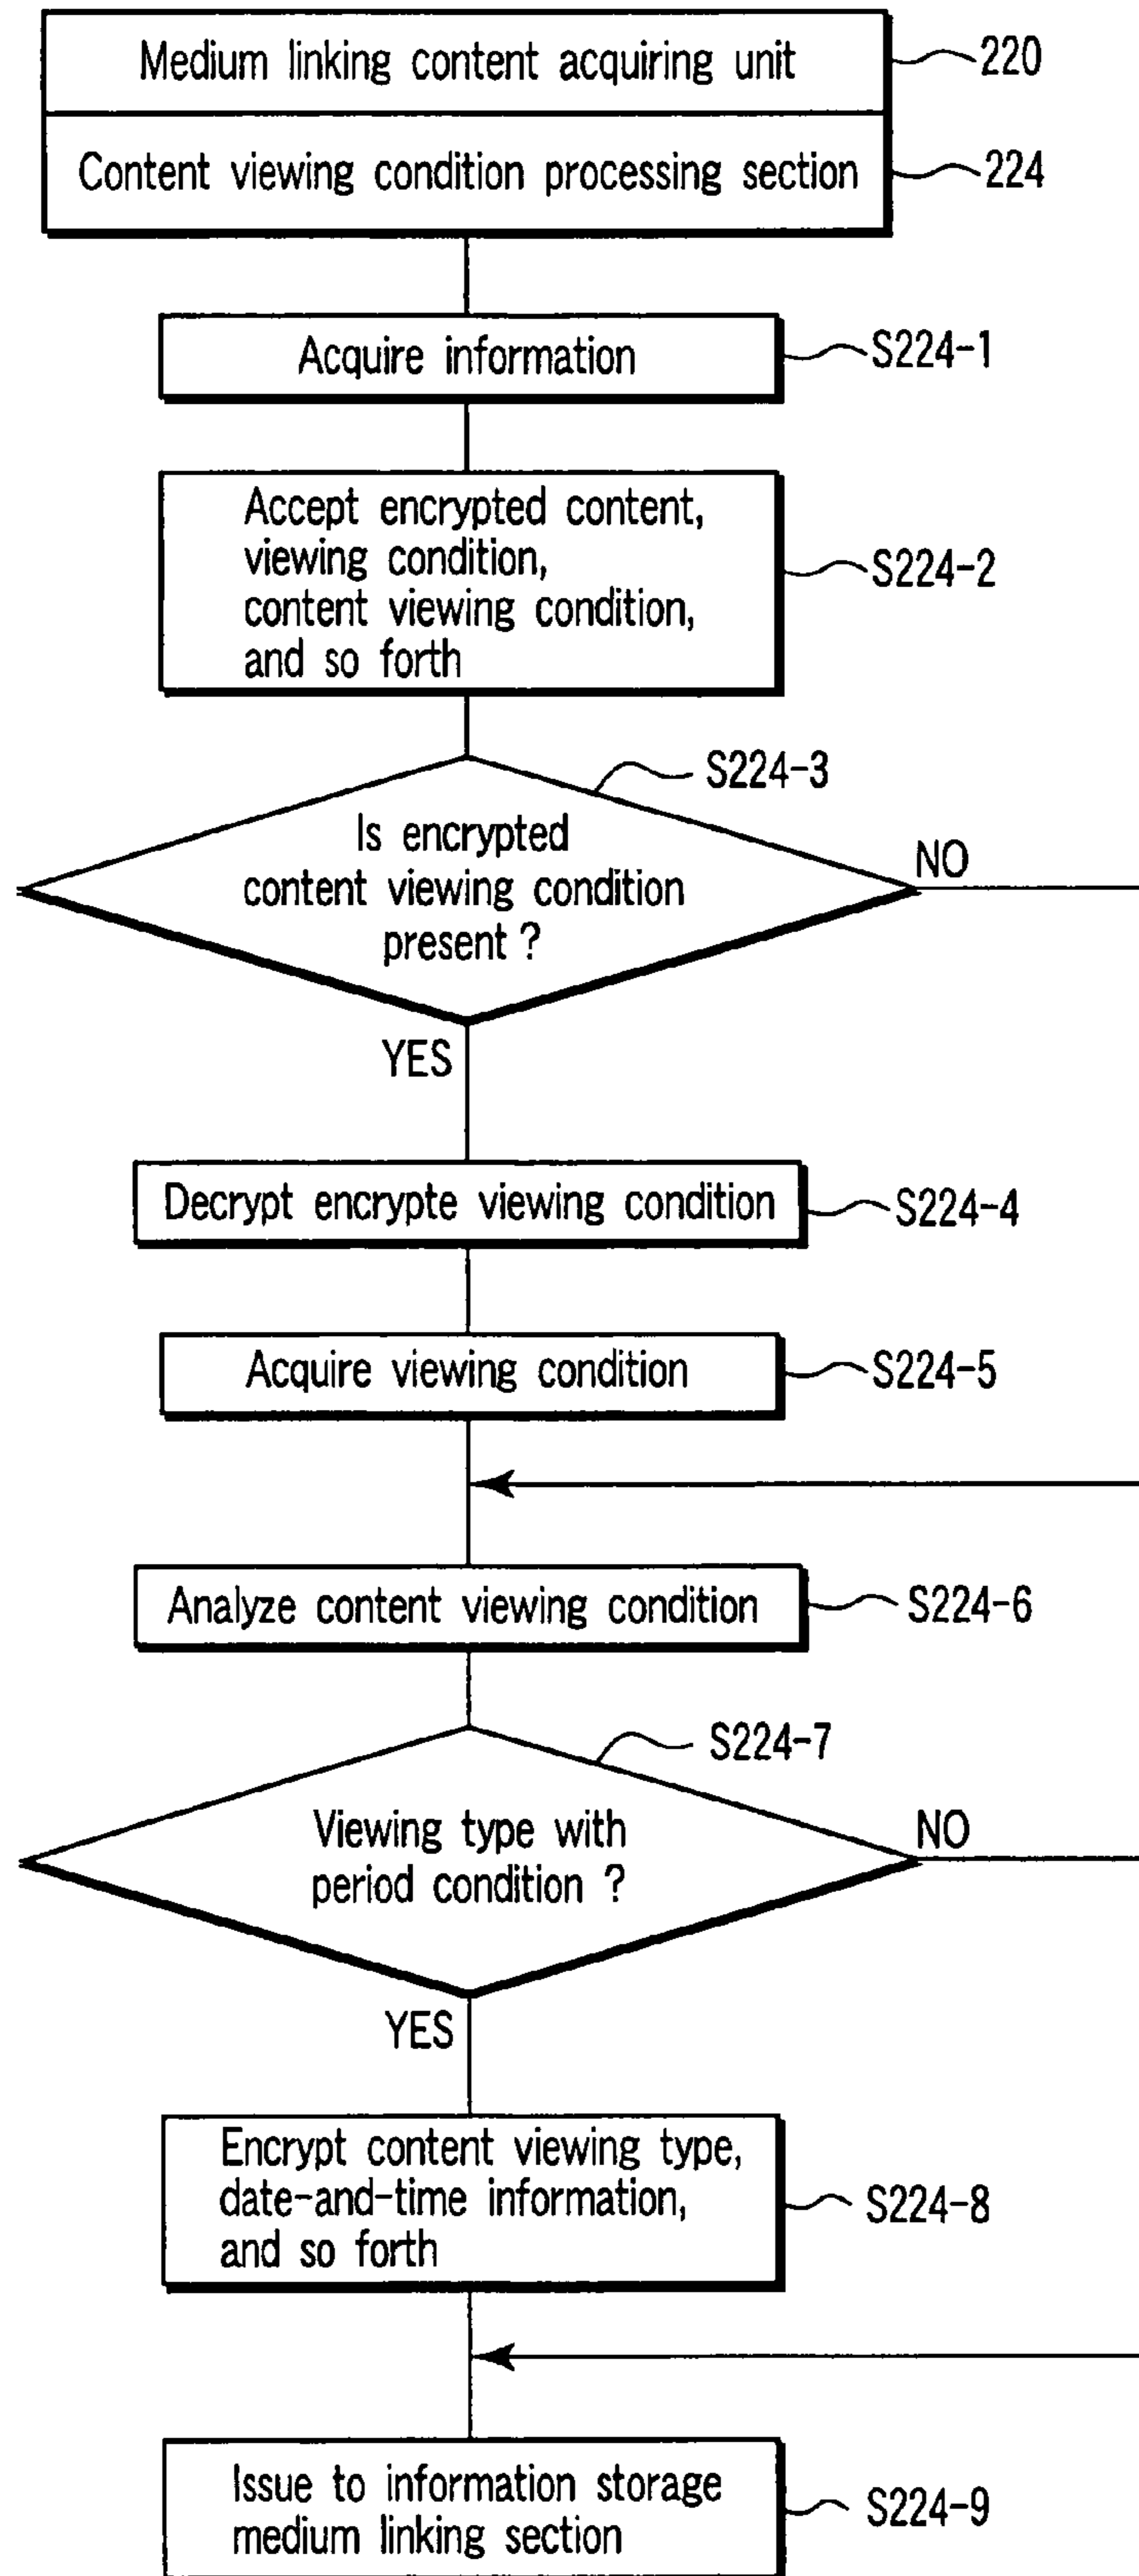 Medium linking content acquiring unit
220
Content viewing condition processing section
224
Acquire information
S224-1
Accept encrypted content,
viewing condition,
content viewing condition,
and so forth
S224-2
S224-3
Is encrypted
content viewing condition
present ?
NO
YES
Decrypt encrypte viewing condition
S224-4
Acquire viewing condition
S224-5
Analyze content viewing condition
S224-6
S224-7
Viewing type with
period condition ?
NO
YES
Encrypt content viewing type,
date-and-time information,
and so forth
S224-8
Issue to information storage
medium linking section
S224-9